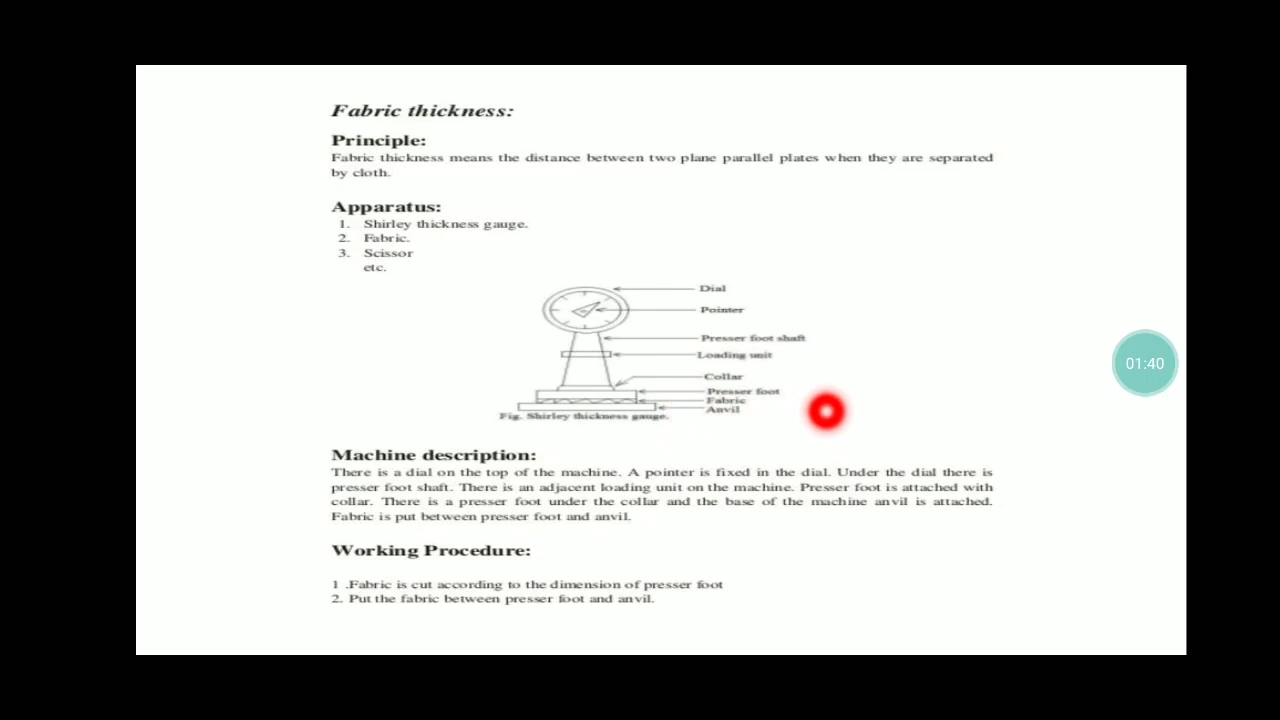 Fabric thickness:
Principle:
Fabric thickness means the distance between two plane parallel plates when they are separated
by cloth.
Apparatus:
1. Shirley thickness gauge.
2. Fabric.
3. Scissor
etc.
Dial
Pointer
Presser foot shaft
Loading unit
Collar
Presser foot
Fabric
Anvil
Fig. Shirley thickness gauge.
01:40
Machine description:
There is a dial on the top of the machine. A pointer is fixed in the dial. Under the dial there is
presser foot shaft. There is an adjacent loading unit on the machine. Presser foot is attached with
collar. There is a presser foot under the collar and the base of the machine anvil is attached.
Fabric is put between presser foot and anvil.
Working Procedure:
1 .Fabric is cut according to the dimension of presser foot
2. Put the fabric between presser foot and anvil.